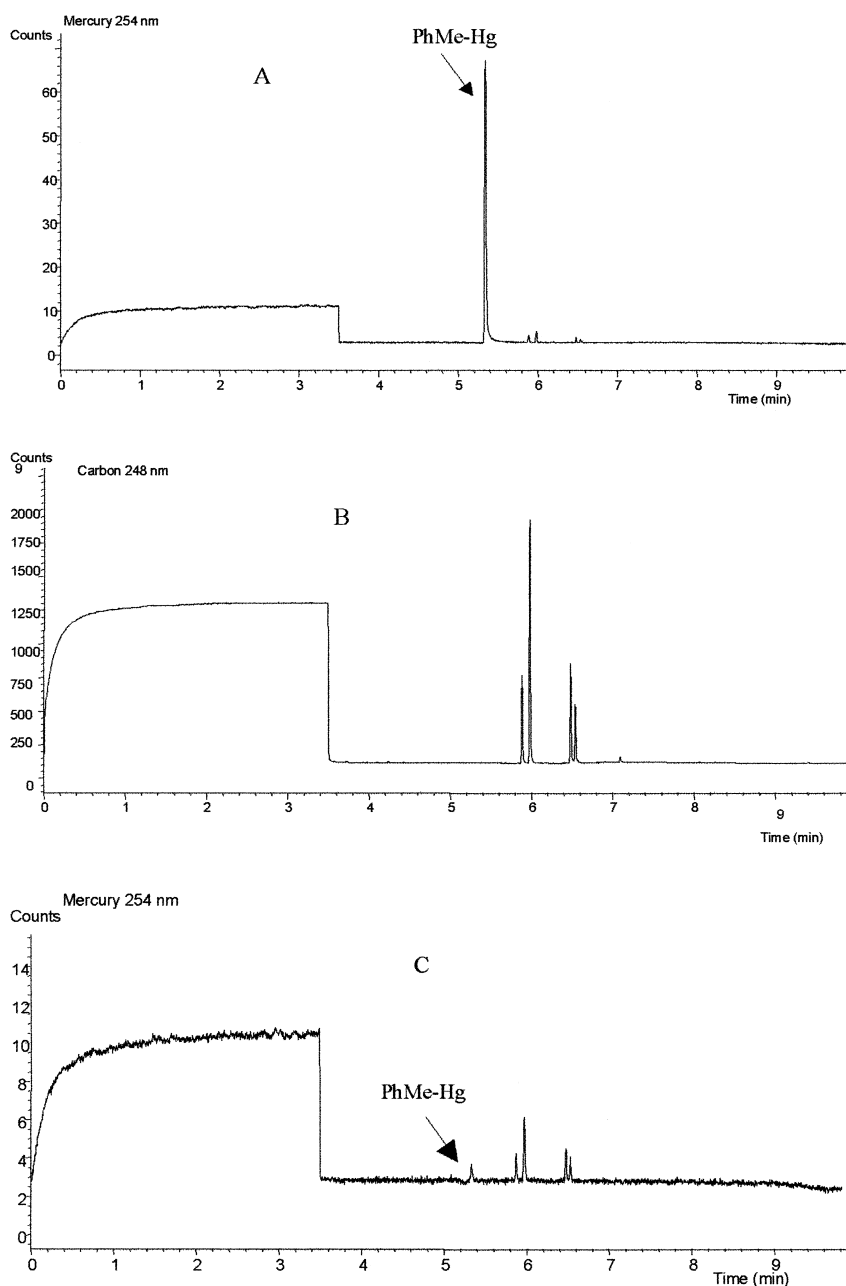 Mercury 254 nm
Counts
PhMe-Hg
A
60
50
40
30
20
10
0
0 1 2 3 4 5 6 7 8 9
Time (min)
Counts
9
Carbon 248 nm
B
2000
1750
1500
1250
1000
750
500
250
0
0 1 2 3 4 5 6 7 8 9
Time (min)
Mercury 254 nm
Counts
C
14
12
10
8
6
4
2
0
PhMe-Hg
0 1 2 3 4 5 6 7 8 9
Time (min)